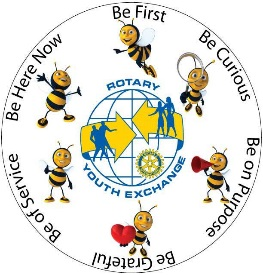 Be First
Be Curious
Be on Purpose
Be Grateful
Be of Service
Be Here Now
ROTARY
YOUTH EXCHANGE